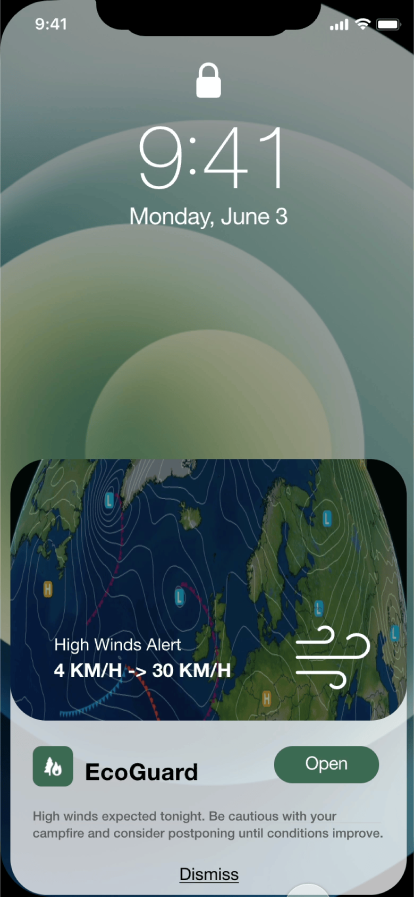 9:41
9:41
Monday, June 3
L
L
L
H
L
L
High Winds Alert
4 KM/H -> 30 KM/H
H
EcoGuard
Open
High winds expected tonight. Be cautious with your
campfire and consider postponing until conditions improve.
Dismiss